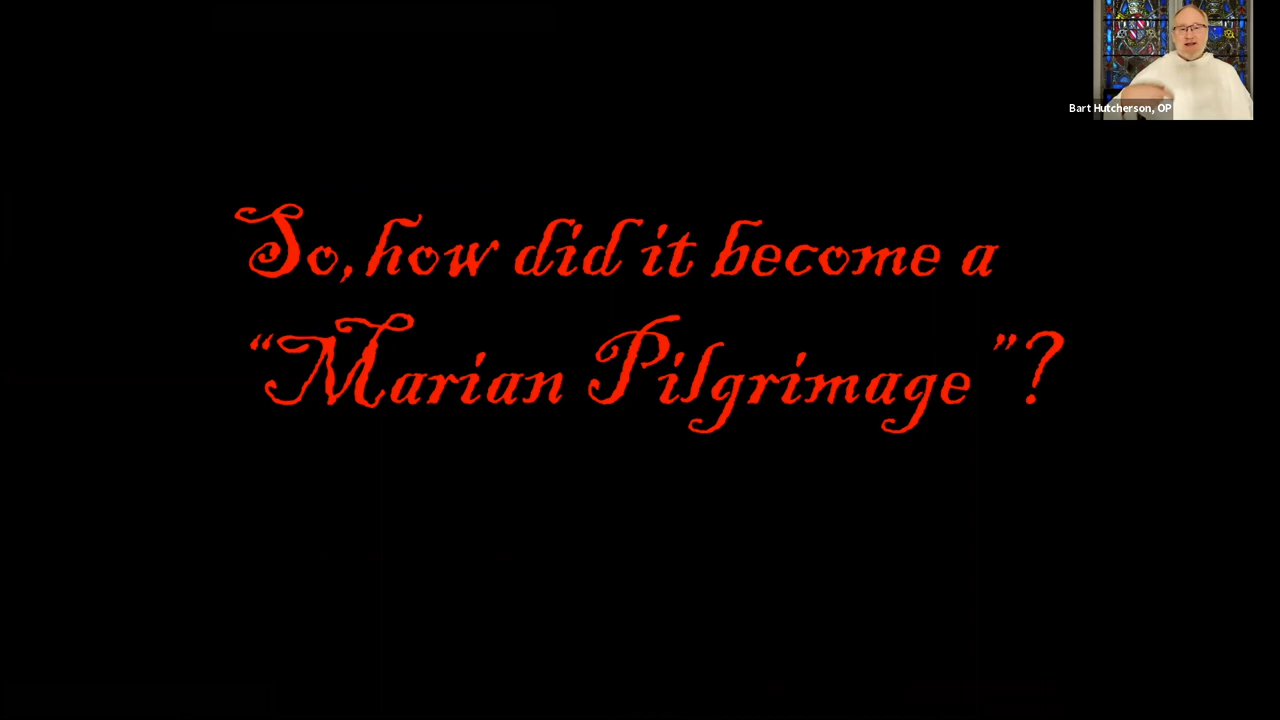 Bart Hutcherson, OP
So, how did it become a
“Marian Pilgrimage”?